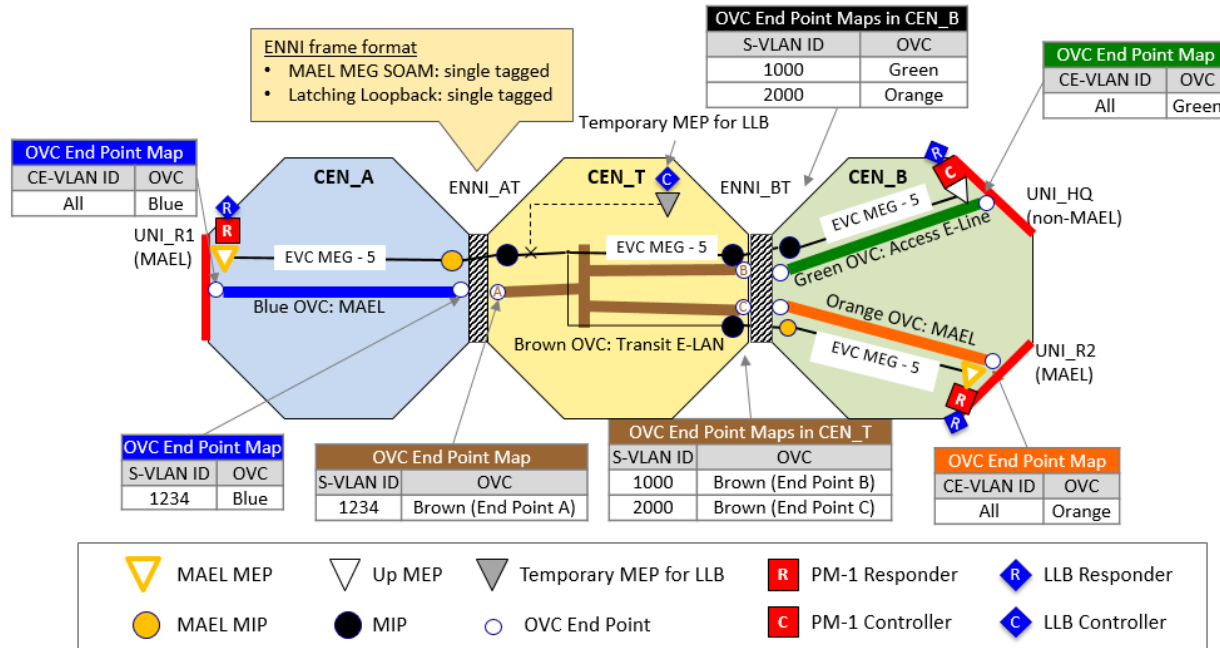 ENNI frame format
• MAEL MEG SOAM: single tagged
• Latching Loopback: single tagged
OVC End Point Maps in CEN_B
S-VLAN ID OVC
1000 Green
2000 Orange
OVC End Point Map
CE-VLAN ID OVC
All Green
Temporary MEP for LLB
OVC End Point Map
CE-VLAN ID OVC
All Blue
CEN_A
ENNI_AT
CEN_T
ENNI_BT
CEN_B
UNI_R1
(MAEL)
UNI_HQ
(non-MAEL)
R
R
C
R
C
EVC MEG - 5
EVC MEG - 5
EVC MEG - 5
Blue OVC: MAEL
A
B
C
Green OVC: Access E-Line
Orange OVC: MAEL
Brown OVC: Transit E-LAN
EVC MEG - 5
UNI_R2
(MAEL)
R
R
OVC End Point Map
S-VLAN ID OVC
1234 Blue
OVC End Point Map
S-VLAN ID OVC
1234 Brown (End Point A)
OVC End Point Maps in CEN_T
S-VLAN ID OVC
1000 Brown (End Point B)
2000 Brown (End Point C)
OVC End Point Map
CE-VLAN ID OVC
All Orange
MAEL MEP
Up MEP
Temporary MEP for LLB
R PM-1 Responder
R LLB Responder
MAEL MIP
MIP
OVC End Point
C PM-1 Controller
C LLB Controller